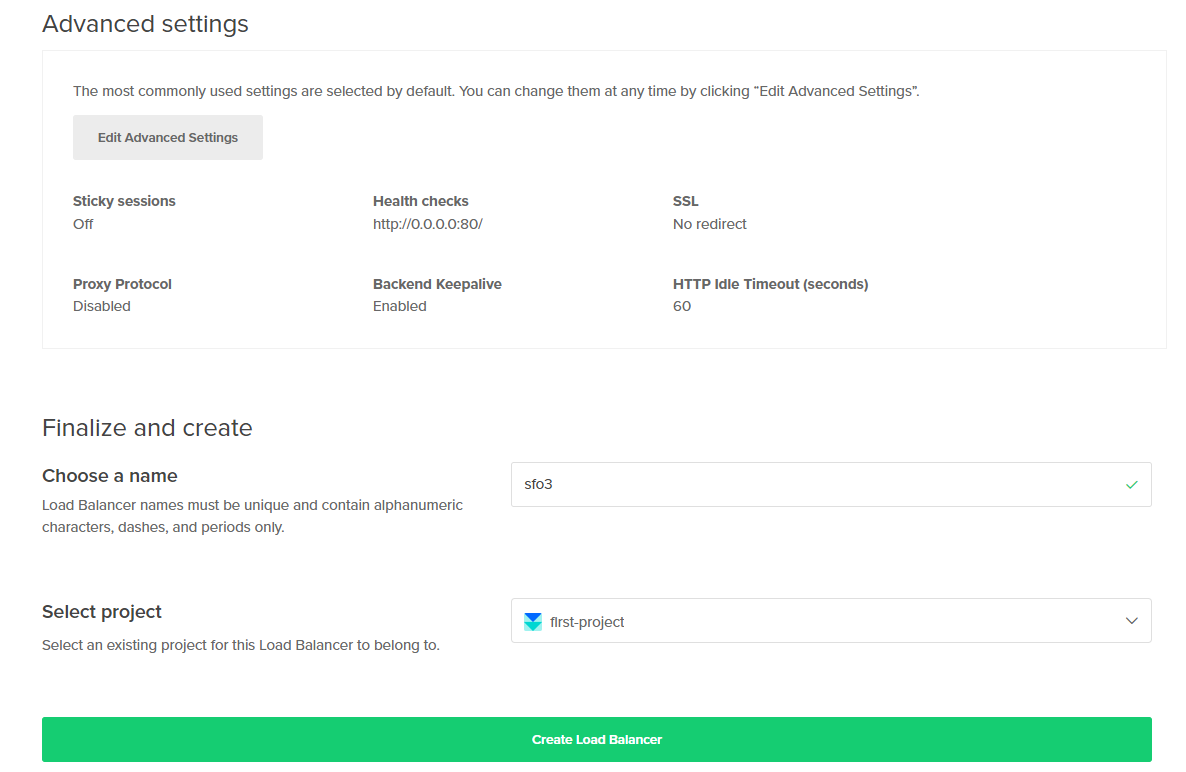 Advanced settings
The most commonly used settings are selected by default. You can change them at any time by clicking “Edit Advanced Settings”.
Edit Advanced Settings
Sticky sessions
Off
Health checks
http://0.0.0.0:80/
SSL
No redirect
Proxy Protocol
Disabled
Backend Keepalive
Enabled
HTTP Idle Timeout (seconds)
60
Finalize and create
Choose a name
Load Balancer names must be unique and contain alphanumeric
characters, dashes, and periods only.
sfo3
Select project
Select an existing project for this Load Balancer to belong to.
first-project
Create Load Balancer